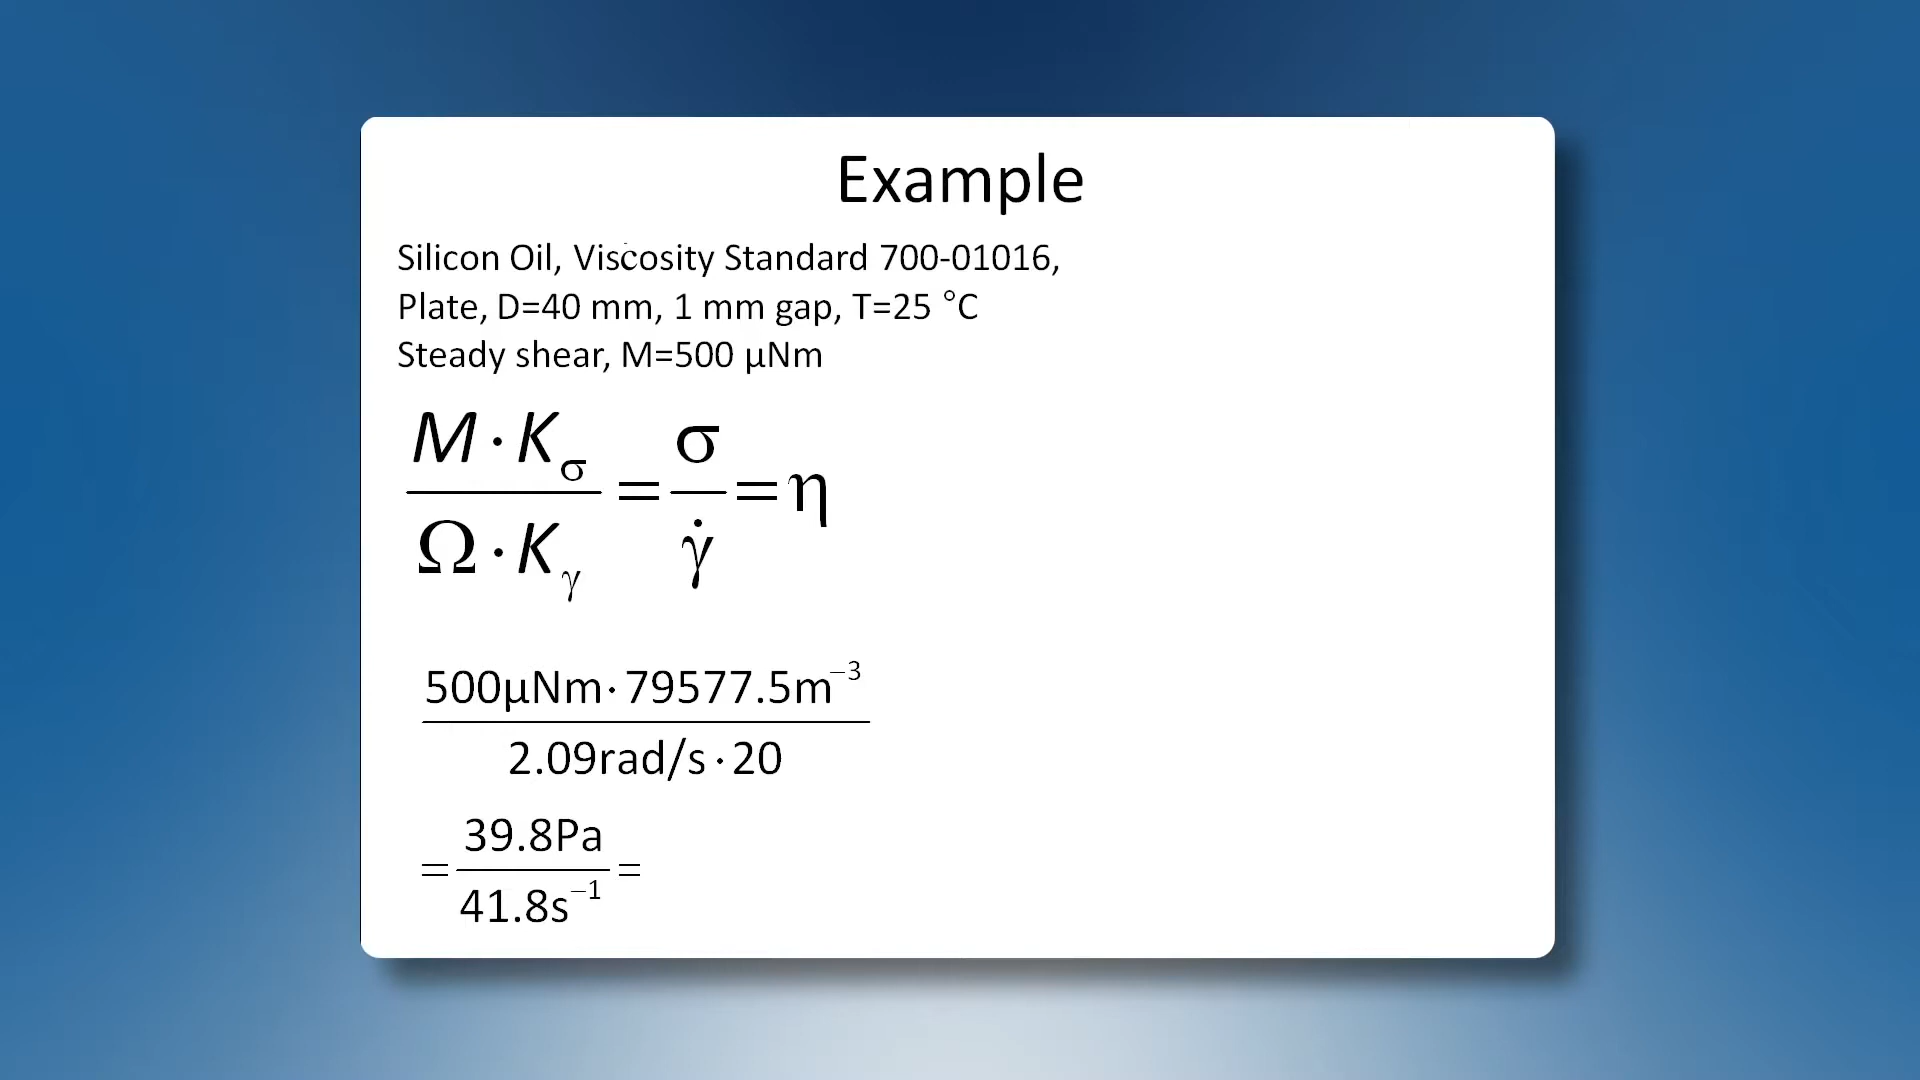 Example
Silicon Oil, Viscosity Standard 700-01016,
Plate, D=40 mm, 1 mm gap, T=25 °C
Steady shear, M=500 µNm
M · Kσ / Ω · Kγ = σ / γ̇ = η
500µNm · 79577.5m⁻³ / 2.09rad/s · 20
= 39.8Pa / 41.8s⁻¹ =